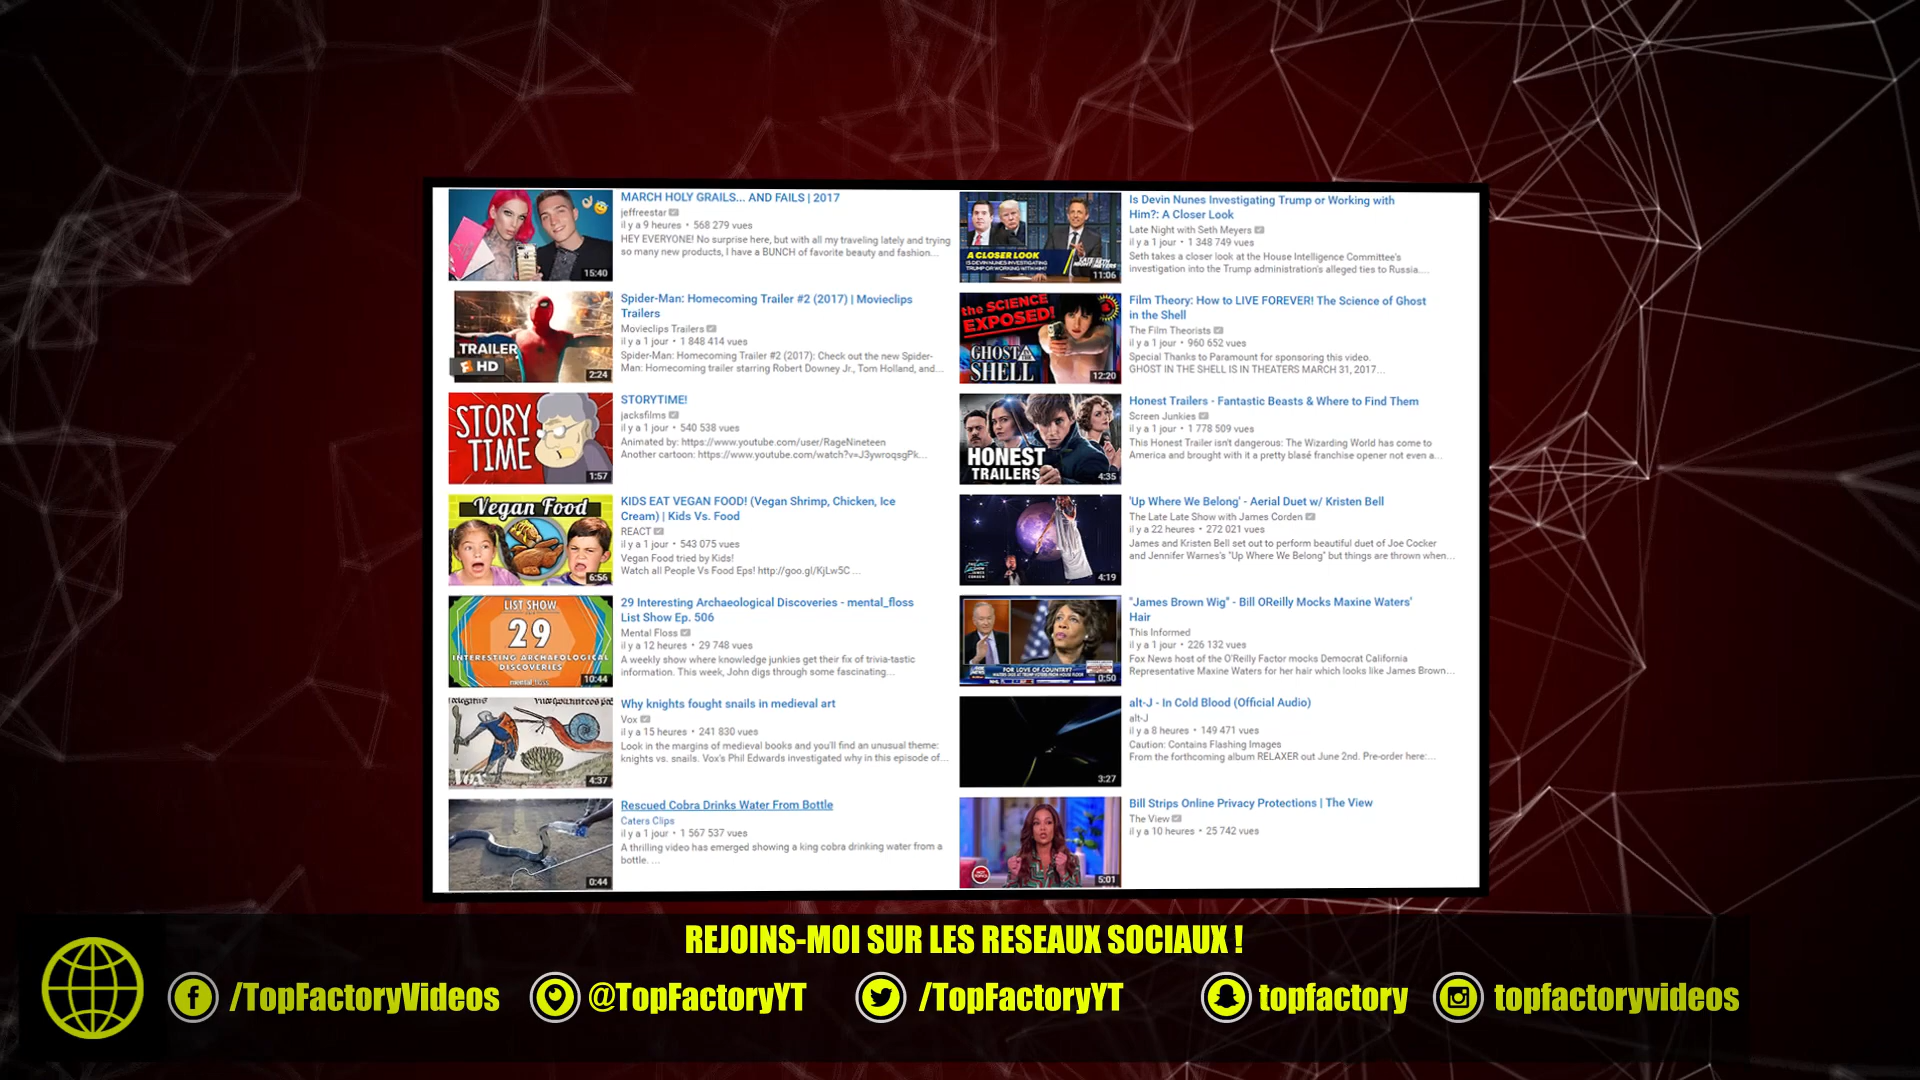 MARCH HOLY GRAILS... AND FAILS | 2017
jeffreestar
il y a 9 heures • 568 279 vues
HEY EVERYONE! No surprise here, but with all my traveling lately and trying
so many new products, I have a BUNCH of favorite beauty and fashion...
15:40
Spider-Man: Homecoming Trailer #2 (2017) | Movieclips
Trailers
Movieclips Trailers
il y a 1 jour • 1 848 414 vues
Spider-Man: Homecoming Trailer #2 (2017): Check out the new Spider-
Man: Homecoming trailer starring Robert Downey Jr., Tom Holland, and...
TRAILER
HD
2:24
STORYTIME!
jacksfilms
il y a 1 jour • 540 538 vues
Animated by: https://www.youtube.com/user/RageNineteen
Another cartoon: https://www.youtube.com/watch?v=J3ywroqsgPk...
STORY
TIME
1:57
KIDS EAT VEGAN FOOD! (Vegan Shrimp, Chicken, Ice
Cream) | Kids Vs. Food
REACT
il y a 1 jour • 543 075 vues
Vegan Food tried by Kids!
Watch all People Vs Food Eps! http://goo.gl/KjLw5C ...
Vegan Food
6:56
29 Interesting Archaeological Discoveries - mental_floss
List Show Ep. 506
Mental Floss
il y a 12 heures • 29 748 vues
A weekly show where knowledge junkies get their fix of trivia-tastic
information. This week, John digs through some fascinating...
LIST SHOW
29
INTERESTING ARCHAEOLOGICAL
DISCOVERIES
mental_floss
10:44
Why knights fought snails in medieval art
Vox
il y a 15 heures • 241 830 vues
Look in the margins of medieval books and you'll find an unusual theme:
knights vs. snails. Vox's Phil Edwards investigated why in this episode of...
Vox
4:37
Rescued Cobra Drinks Water From Bottle
Caters Clips
il y a 1 jour • 1 567 537 vues
A thrilling video has emerged showing a king cobra drinking water from a
bottle. ...
0:44
Is Devin Nunes Investigating Trump or Working with
Him?: A Closer Look
Late Night with Seth Meyers
il y a 1 jour • 1 348 749 vues
Seth takes a closer look at the House Intelligence Committee's
investigation into the Trump administration's alleged ties to Russia....
A CLOSER LOOK
IS DEVIN NUNES INVESTIGATING
TRUMP OR WORKING WITH HIM?
11:06
Film Theory: How to LIVE FOREVER! The Science of Ghost
in the Shell
The Film Theorists
il y a 1 jour • 960 652 vues
Special Thanks to Paramount for sponsoring this video.
GHOST IN THE SHELL IS IN THEATERS MARCH 31, 2017...
the SCIENCE
EXPOSED!
GHOST IN THE
SHELL
12:20
Honest Trailers - Fantastic Beasts & Where to Find Them
Screen Junkies
il y a 1 jour • 1 778 509 vues
This Honest Trailer isn't dangerous: The Wizarding World has come to
America and brought with it a pretty blasé franchise opener not even a...
HONEST
TRAILERS
4:35
'Up Where We Belong' - Aerial Duet w/ Kristen Bell
The Late Late Show with James Corden
il y a 22 heures • 272 021 vues
James and Kristen Bell set out to perform beautiful duet of Joe Cocker
and Jennifer Warnes's "Up Where We Belong" but things are thrown when...
4:19
"James Brown Wig" - Bill OReilly Mocks Maxine Waters'
Hair
This Informed
il y a 1 jour • 226 132 vues
Fox News host of the O'Reilly Factor mocks Democrat California
Representative Maxine Waters for her hair which looks like James Brown...
FOR LOVE OF COUNTRY?
0:50
alt-J - In Cold Blood (Official Audio)
alt-J
il y a 8 heures • 149 471 vues
Caution: Contains Flashing Images
From the forthcoming album RELAXER out June 2nd. Pre-order here:...
3:27
Bill Strips Online Privacy Protections | The View
The View
il y a 10 heures • 25 742 vues
5:01
REJOINS-MOI SUR LES RESEAUX SOCIAUX !
/TopFactoryVideos
@TopFactoryYT
/TopFactoryYT
topfactory
topfactoryvideos